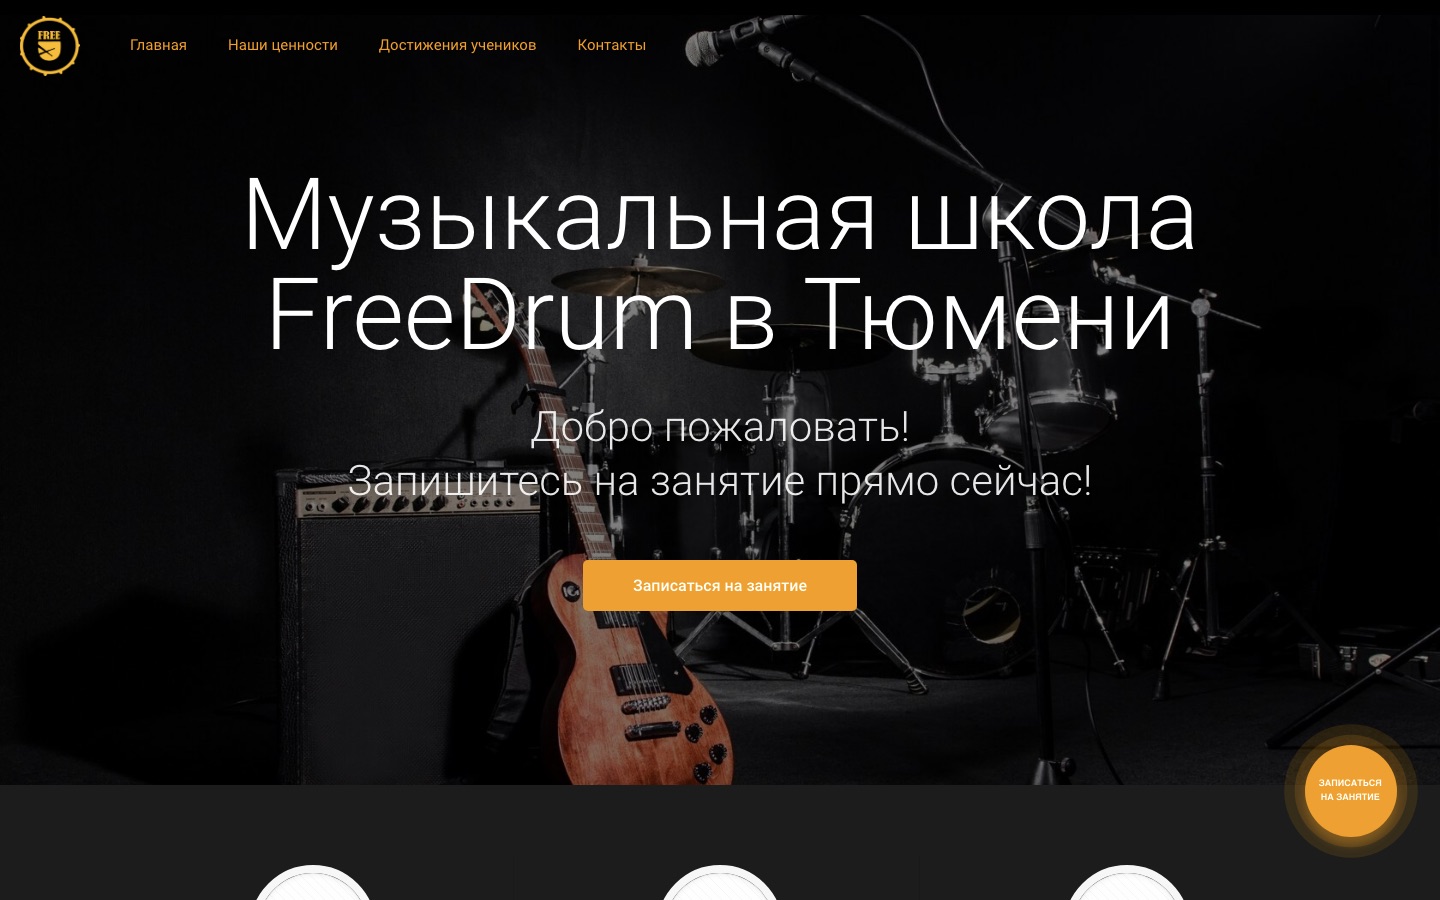 FREE
Главная
Наши ценности
Достижения учеников
Контакты
Музыкальная школа
FreeDrum в Тюмени
Добро пожаловать!
Запишитесь на занятие прямо сейчас!
Записаться на занятие
ЗАПИСАТЬСЯ
НА ЗАНЯТИЕ